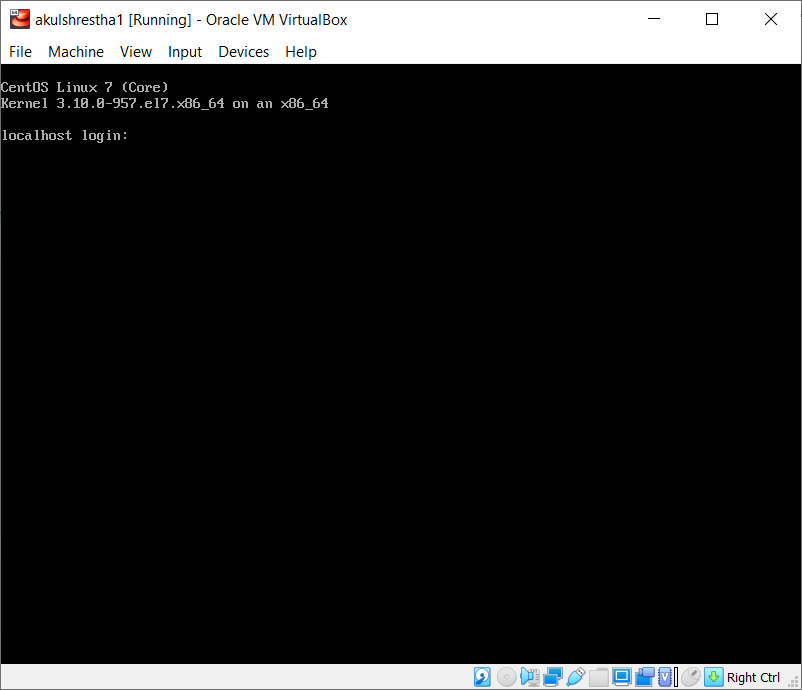 akulshrestha1 [Running] - Oracle VM VirtualBox
File Machine View Input Devices Help
CentOS Linux 7 (Core)
Kernel 3.10.0-957.el7.x86_64 on an x86_64
localhost login:
Right Ctrl